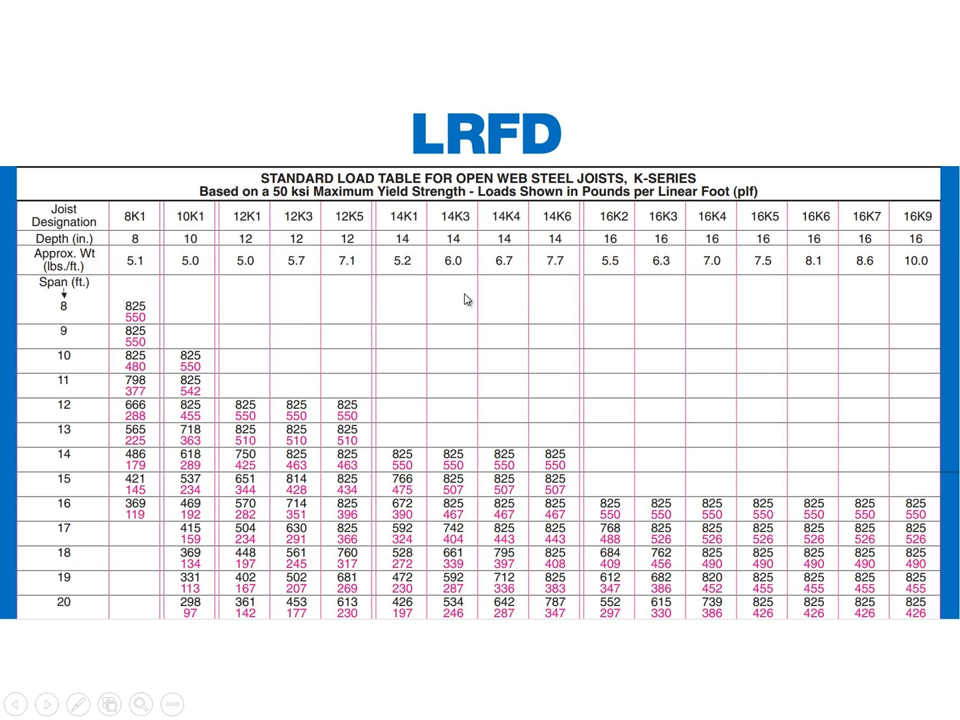 LRFD
STANDARD LOAD TABLE FOR OPEN WEB STEEL JOISTS, K-SERIES
Based on a 50 ksi Maximum Yield Strength - Loads Shown in Pounds per Linear Foot (plf)
Joist
Designation 8K1 10K1 12K1 12K3 12K5 14K1 14K3 14K4 14K6 16K2 16K3 16K4 16K5 16K6 16K7 16K9
Depth (in.) 8 10 12 12 12 14 14 14 14 16 16 16 16 16 16 16
Approx. Wt
(lbs./ft.) 5.1 5.0 5.0 5.7 7.1 5.2 6.0 6.7 7.7 5.5 6.3 7.0 7.5 8.1 8.6 10.0
Span (ft.)
8 825
550
9 825
550
10 825 825
480 550
11 798 825
377 542
12 666 825 825 825 825
288 455 550 550 550
13 565 718 825 825 825
225 363 510 510 510
14 486 618 750 825 825 825 825 825 825
179 289 425 463 463 550 550 550 550
15 421 537 651 814 825 766 825 825 825
145 234 344 428 434 475 507 507 507
16 369 469 570 714 825 672 825 825 825 825 825 825 825 825 825 825
119 192 282 351 396 390 467 467 467 550 550 550 550 550 550 550
17 415 504 630 825 592 742 825 825 768 825 825 825 825 825 825
159 234 291 366 324 404 443 443 488 526 526 526 526 526 526
18 369 448 561 760 528 661 795 825 684 762 825 825 825 825 825
134 197 245 317 272 339 397 408 409 456 490 490 490 490 490
19 331 402 502 681 472 592 712 825 612 682 820 825 825 825 825
113 167 207 269 230 287 336 383 347 386 452 455 455 455 455
20 298 361 453 613 426 534 642 787 552 615 739 825 825 825 825
97 142 177 230 197 246 287 347 297 330 386 426 426 426 426